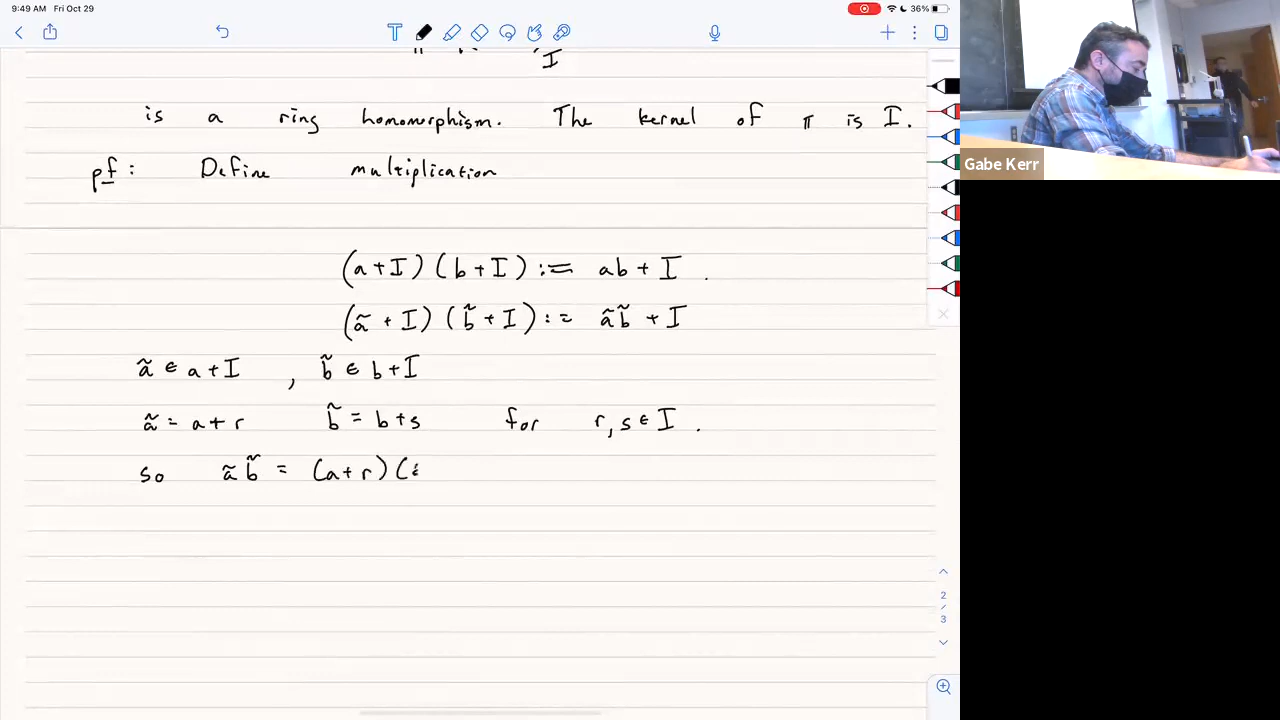 9:49 AM Fri Oct 29
36%
I
is a ring homomorphism. The kernel of π is I.
pf: Define multiplication
(a+I)(b+I) := ab + I.
(ã + I)(b̃ + I) := ãb̃ + I
ã ∈ a+I , b̃ ∈ b+I
ã = a+r b̃ = b+s for r, s ∈ I.
so ã b̃ = (a+r)(
2
/
3
Gabe Kerr